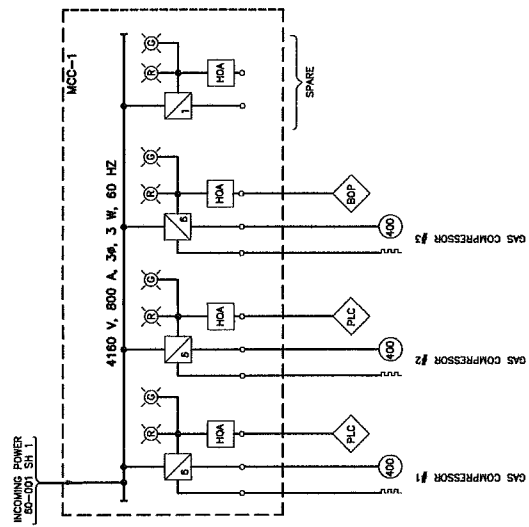 INCOMING POWER
60-001 SH 1
MCC-1
4160 V, 800 A, 3ø, 3 W, 60 HZ
R G
R G
R G
R G
5
5
5
1
HOA
HOA
HOA
HOA
PLC
PLC
BOP
SPARE
400
400
400
GAS COMPRESSOR #1
GAS COMPRESSOR #2
GAS COMPRESSOR #3